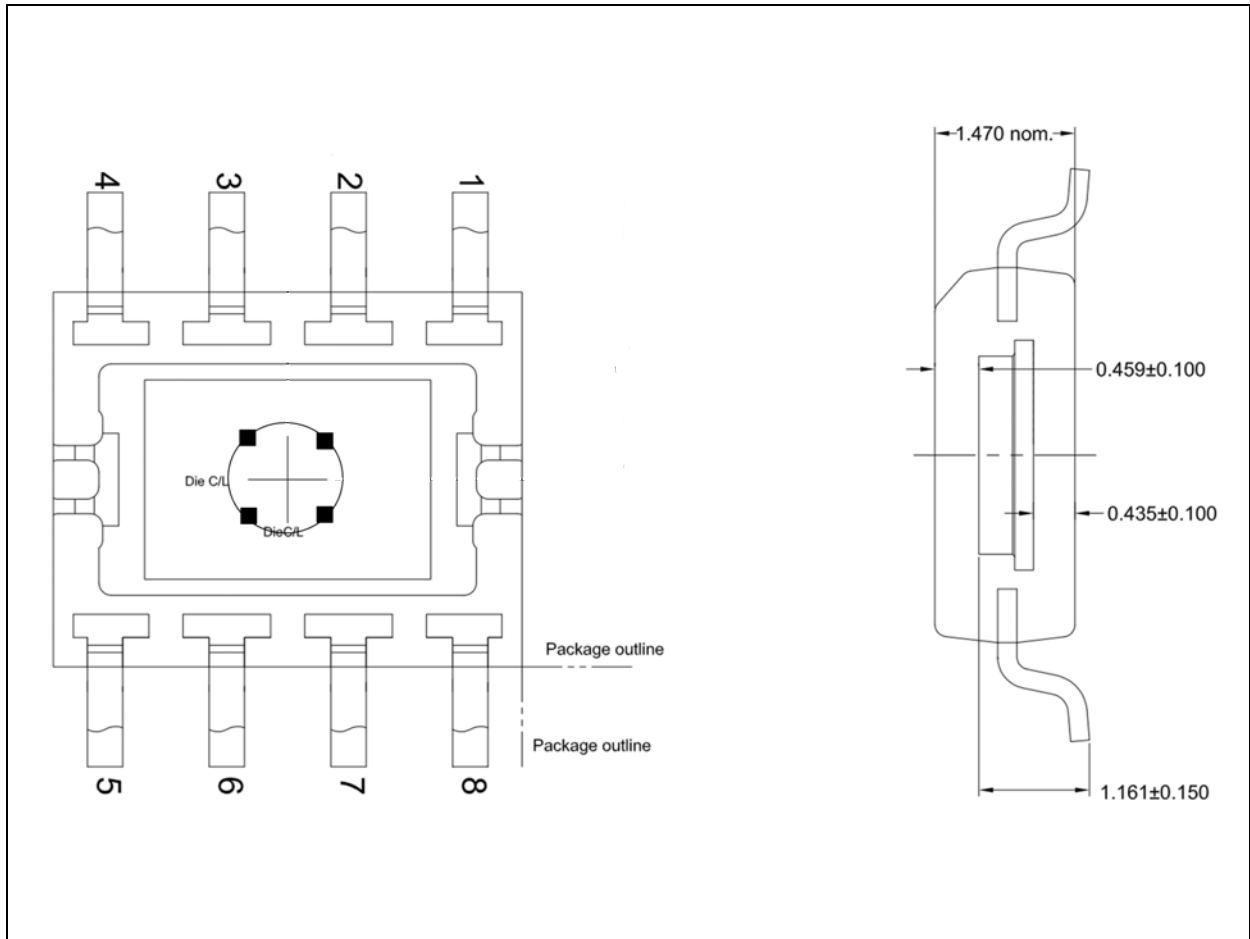 4 3 2 1
1.470 nom.
0.459±0.100
Die C/L
DieC/L
0.435±0.100
Package outline
Package outline
5 6 7 8
1.161±0.150